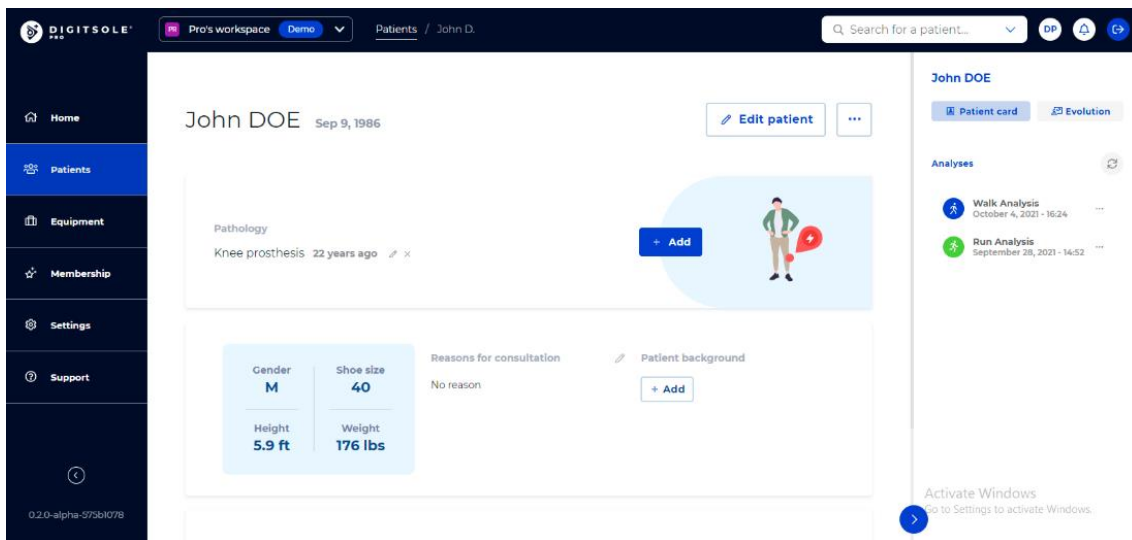 DIGITSOLE®
PRO
PR Pro's workspace Demo
Patients / John D.
Search for a patient...
DP
Home
Patients
Equipment
Membership
Settings
Support
0.2.0-alpha-575b1078
John DOE Sep 9, 1986
Edit patient
...
Pathology
Knee prosthesis 22 years ago
+ Add
Gender
M
Shoe size
40
Height
5.9 ft
Weight
176 lbs
Reasons for consultation
No reason
Patient background
+ Add
John DOE
Patient card
Evolution
Analyses
Walk Analysis
October 4, 2021 - 16:24
...
Run Analysis
September 28, 2021 - 14:52
...
Activate Windows
Go to Settings to activate Windows.